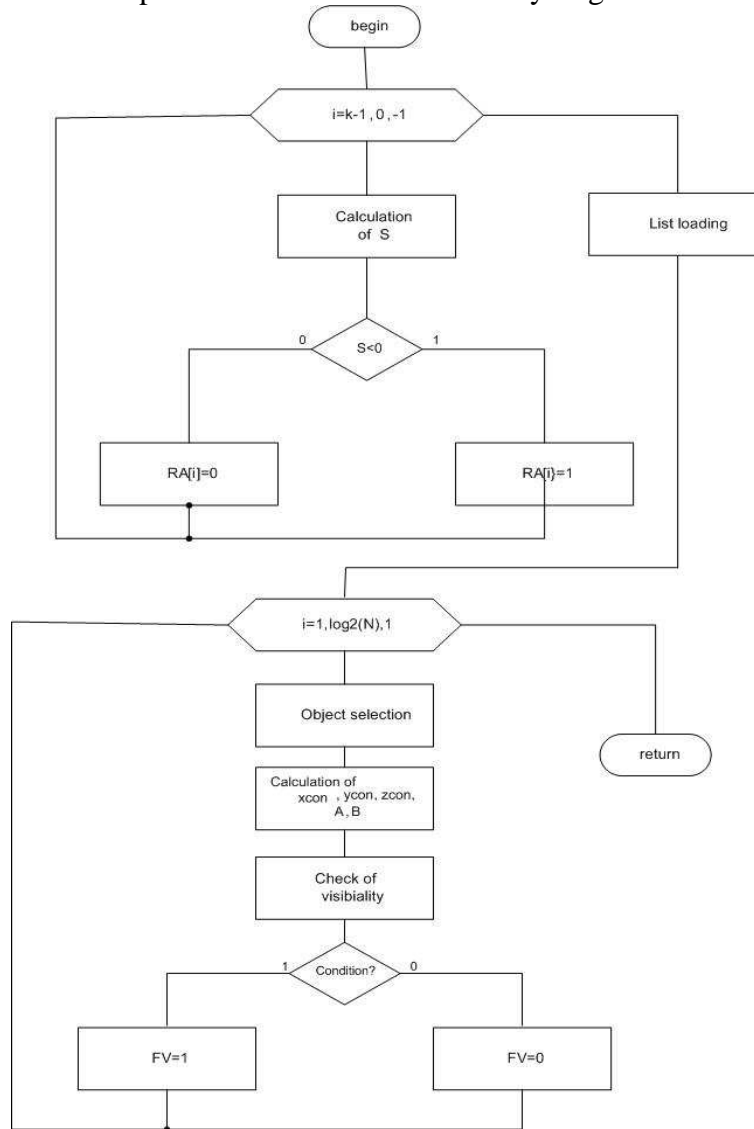 begin
i=k-1 , 0 , -1
Calculation
of S
List loading
0
S<0
1
RA[i]=0
RA[i}=1
i=1,log2(N),1
Object selection
return
Calculation of
xcon , ycon, zcon,
A , B
Check of
visibiality
1
Condition?
0
FV=1
FV=0